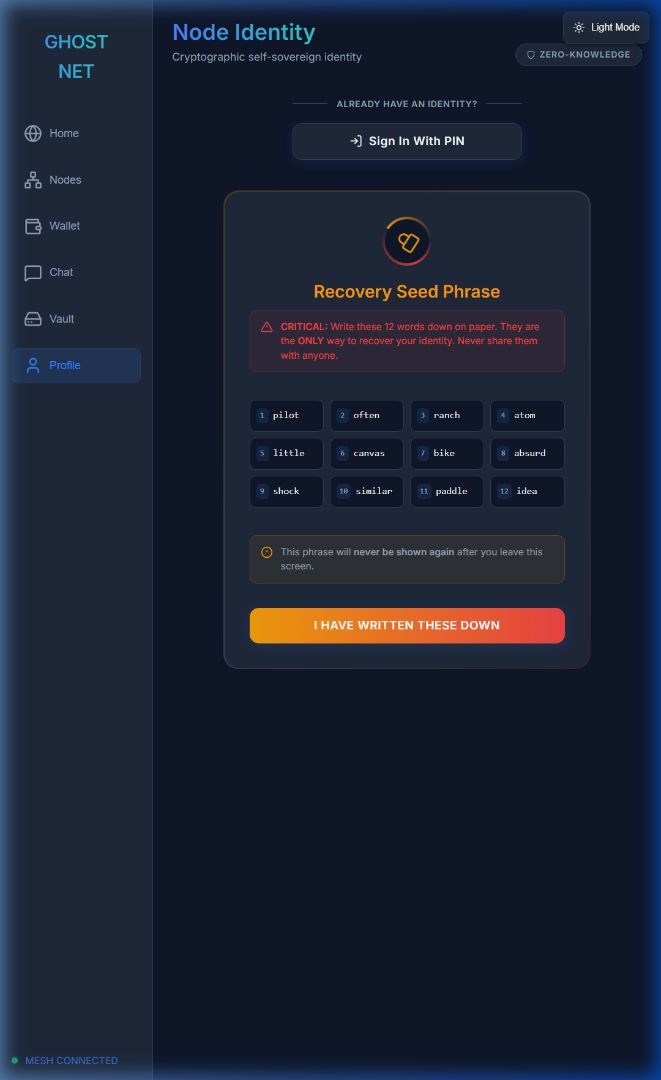 GHOST
NET
Home
Nodes
Wallet
Chat
Vault
Profile
MESH CONNECTED
Node Identity
Cryptographic self-sovereign identity
Light Mode
ZERO-KNOWLEDGE
ALREADY HAVE AN IDENTITY?
Sign In With PIN
Recovery Seed Phrase
CRITICAL: Write these 12 words down on paper. They are
the ONLY way to recover your identity. Never share them
with anyone.
1 pilot 2 often 3 ranch 4 atom
5 little 6 canvas 7 bike 8 absurd
9 shock 10 similar 11 paddle 12 idea
This phrase will never be shown again after you leave this
screen.
I HAVE WRITTEN THESE DOWN